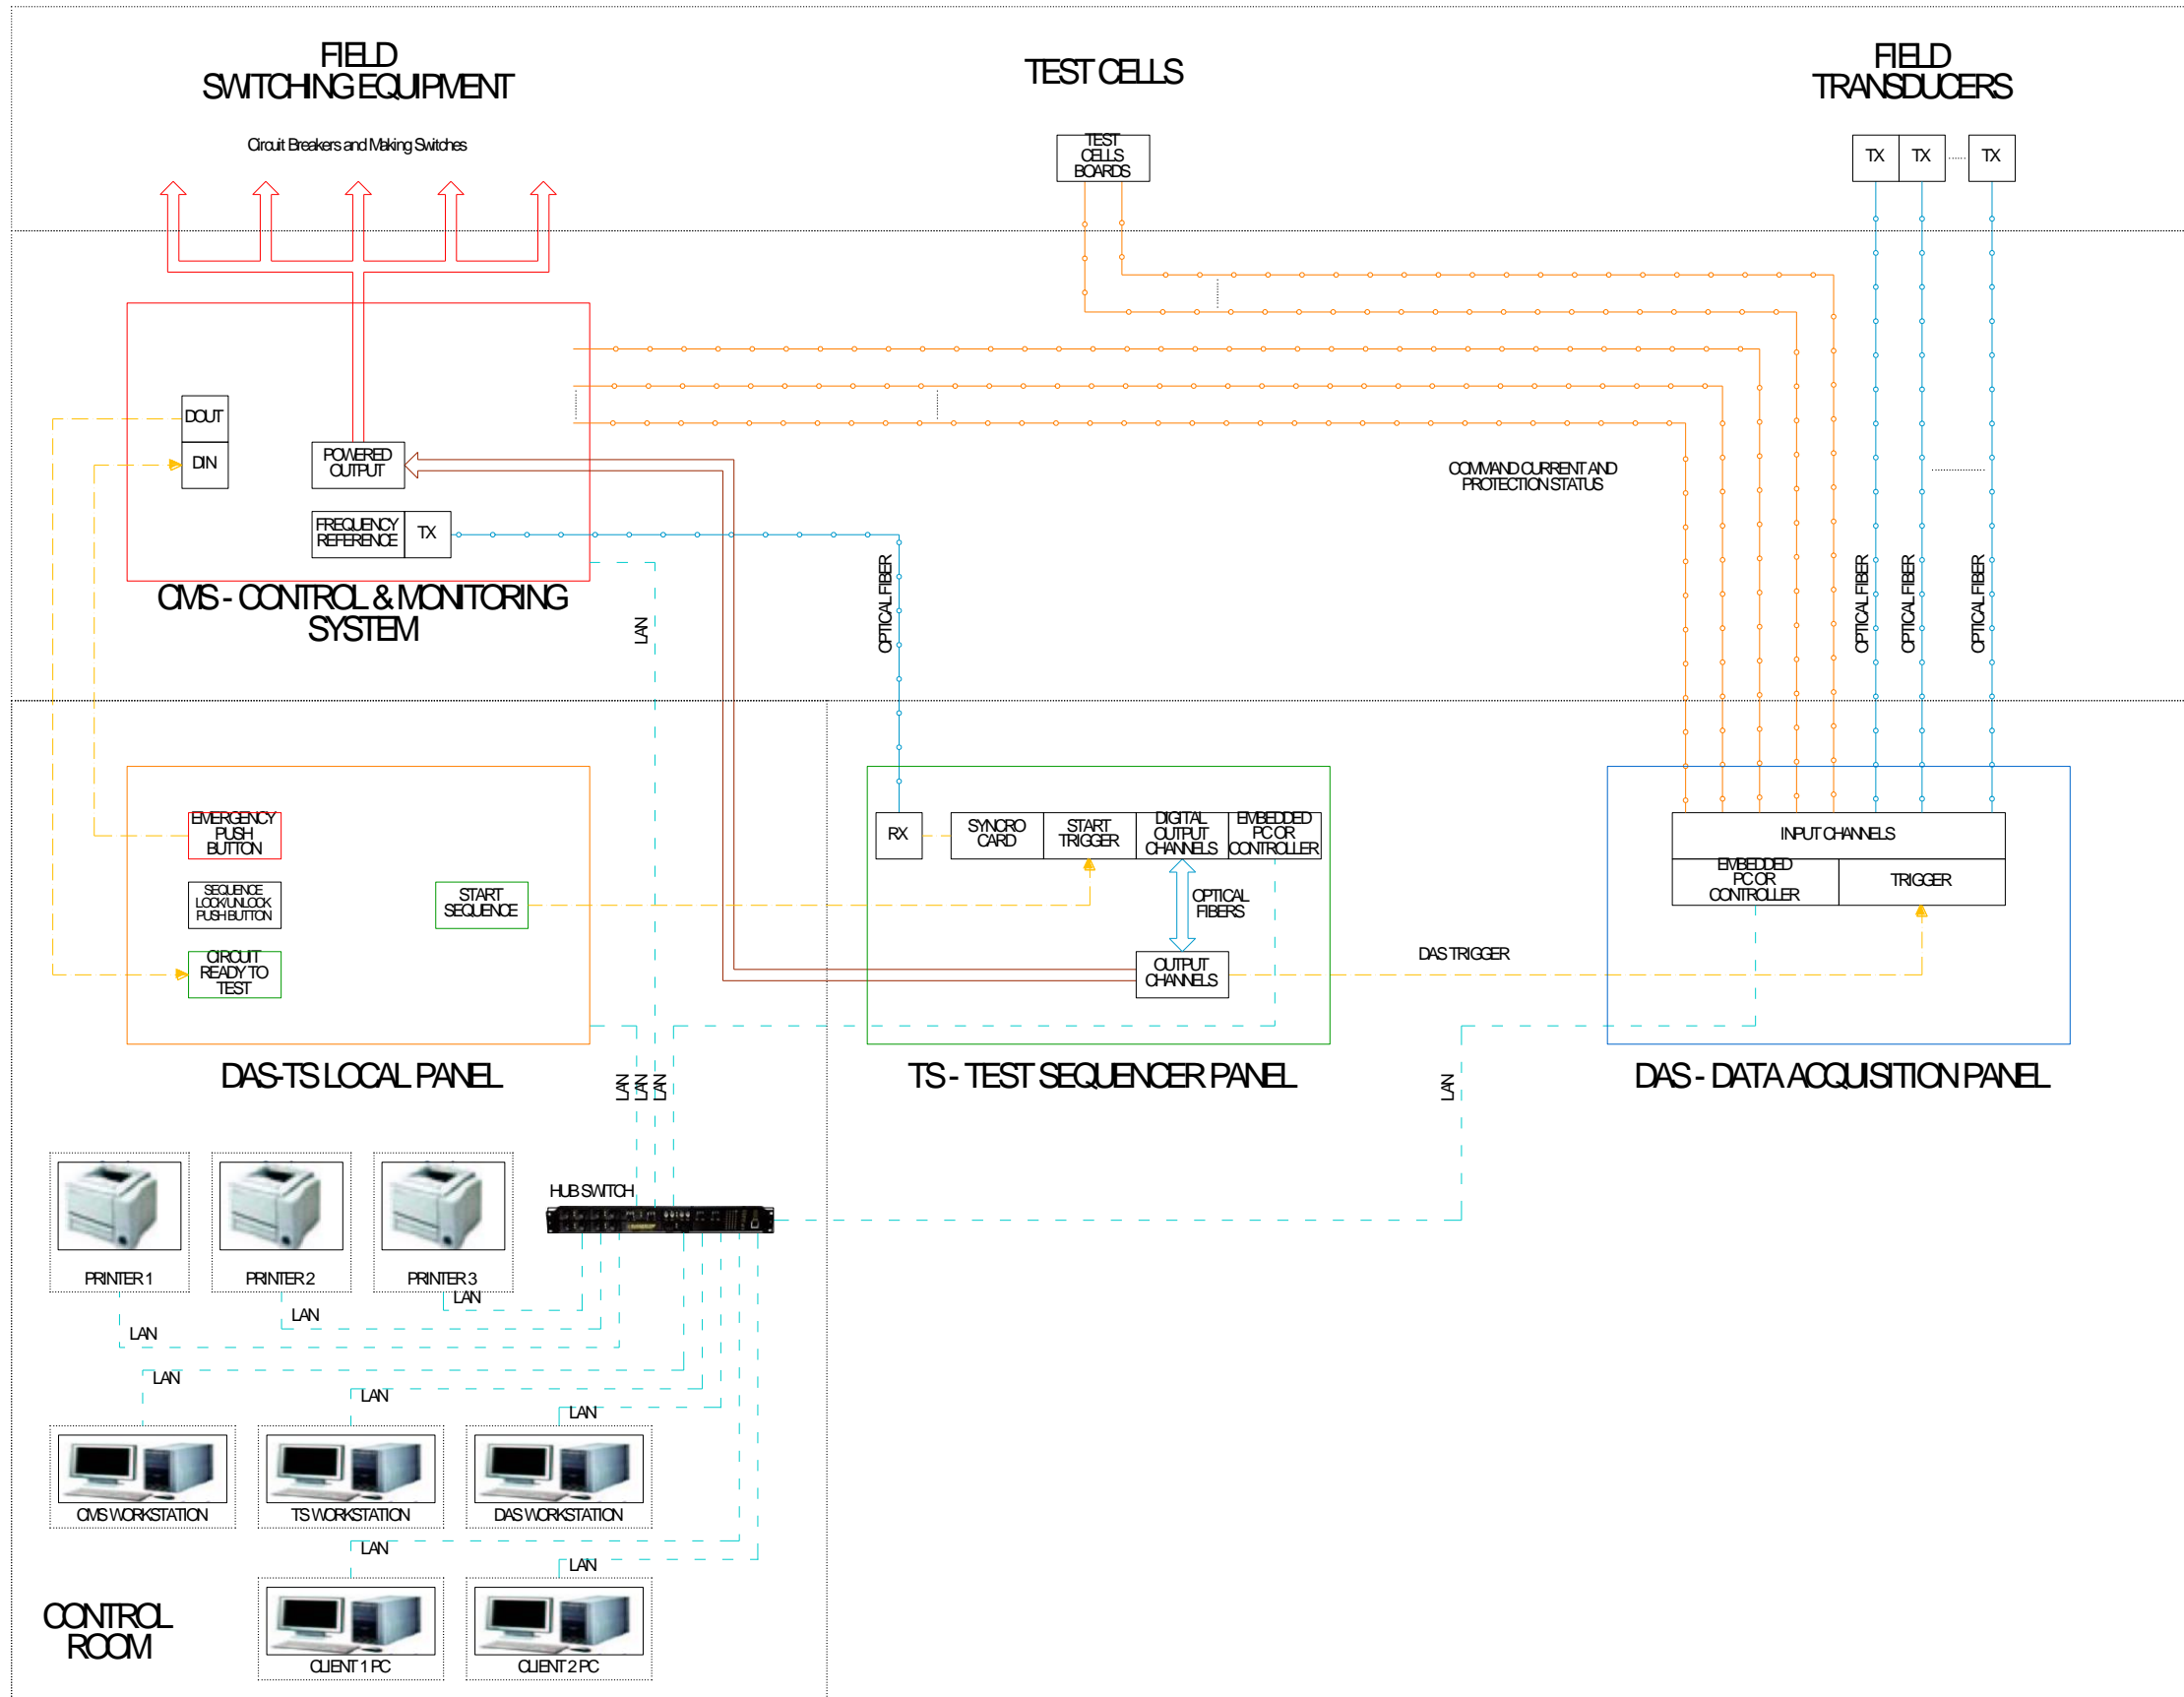 FIELD
SWITCHING EQUIPMENT
Circuit Breakers and Making Switches
TEST CELLS
TEST
CELLS
BOARDS
FIELD
TRANSDUCERS
TX
TX
TX
DOUT
DIN
POWERED
OUTPUT
FREQUENCY
REFERENCE
TX
CMS - CONTROL & MONITORING
SYSTEM
COMMAND CURRENT AND
PROTECTION STATUS
LAN
OPTICAL FIBER
OPTICAL FIBER
OPTICAL FIBER
OPTICAL FIBER
EMERGENCY
PUSH
BUTTON
SEQUENCE
LOCK/UNLOCK
PUSH BUTTON
CIRCUIT
READY TO
TEST
START
SEQUENCE
DAS-TS LOCAL PANEL
RX
SYNCRO
CARD
START
TRIGGER
DIGITAL
OUTPUT
CHANNELS
EMBEDDED
PC OR
CONTROLLER
OPTICAL
FIBERS
OUTPUT
CHANNELS
TS - TEST SEQUENCER PANEL
DAS TRIGGER
INPUT CHANNELS
EMBEDDED
PC OR
CONTROLLER
TRIGGER
DAS - DATA ACQUISITION PANEL
LAN
LAN
LAN
LAN
HUB SWITCH
PRINTER 1
PRINTER 2
PRINTER 3
LAN
LAN
LAN
LAN
LAN
LAN
CMS WORKSTATION
TS WORKSTATION
DAS WORKSTATION
LAN
LAN
CLIENT 1 PC
CLIENT 2 PC
CONTROL
ROOM